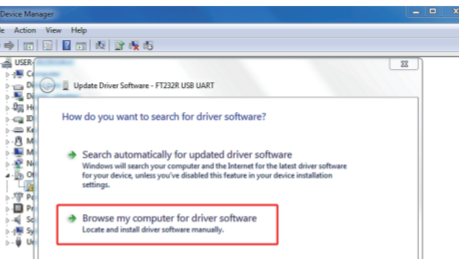 Device Manager
Action View Help
USER-
Update Driver Software - FT232R USB UART
How do you want to search for driver software?
Search automatically for updated driver software
Windows will search your computer and the Internet for the latest driver software
for your device, unless you've disabled this feature in your device installation
settings.
Browse my computer for driver software
Locate and install driver software manually.